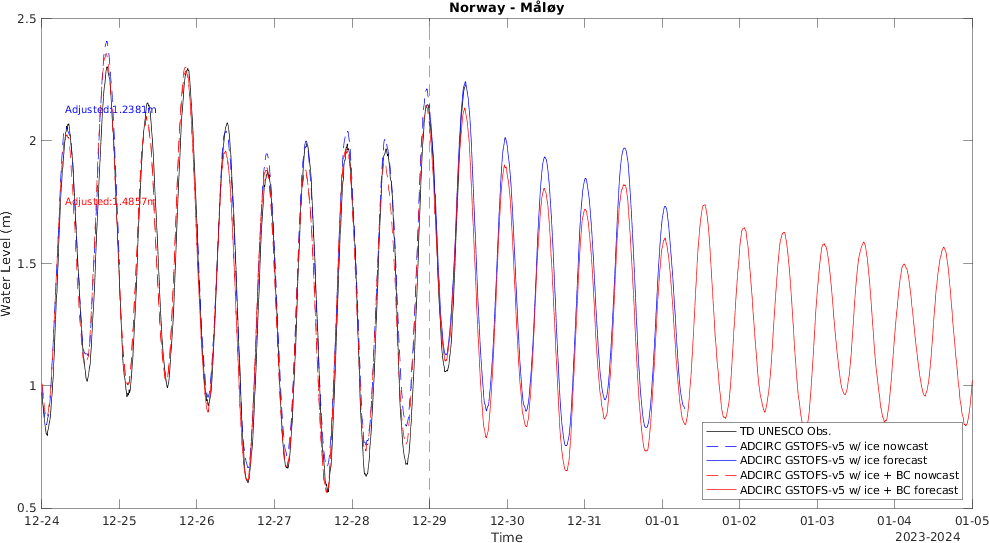 Norway - Måløy
2.5
2
1.5
1
0.5
Water Level (m)
Adjusted:1.2381m
Adjusted:1.4857m
TD UNESCO Obs.
ADCIRC GSTOFS-v5 w/ ice nowcast
ADCIRC GSTOFS-v5 w/ ice forecast
ADCIRC GSTOFS-v5 w/ ice + BC nowcast
ADCIRC GSTOFS-v5 w/ ice + BC forecast
12-24 12-25 12-26 12-27 12-28 12-29 12-30 12-31 01-01 01-02 01-03 01-04 01-05
Time
2023-2024